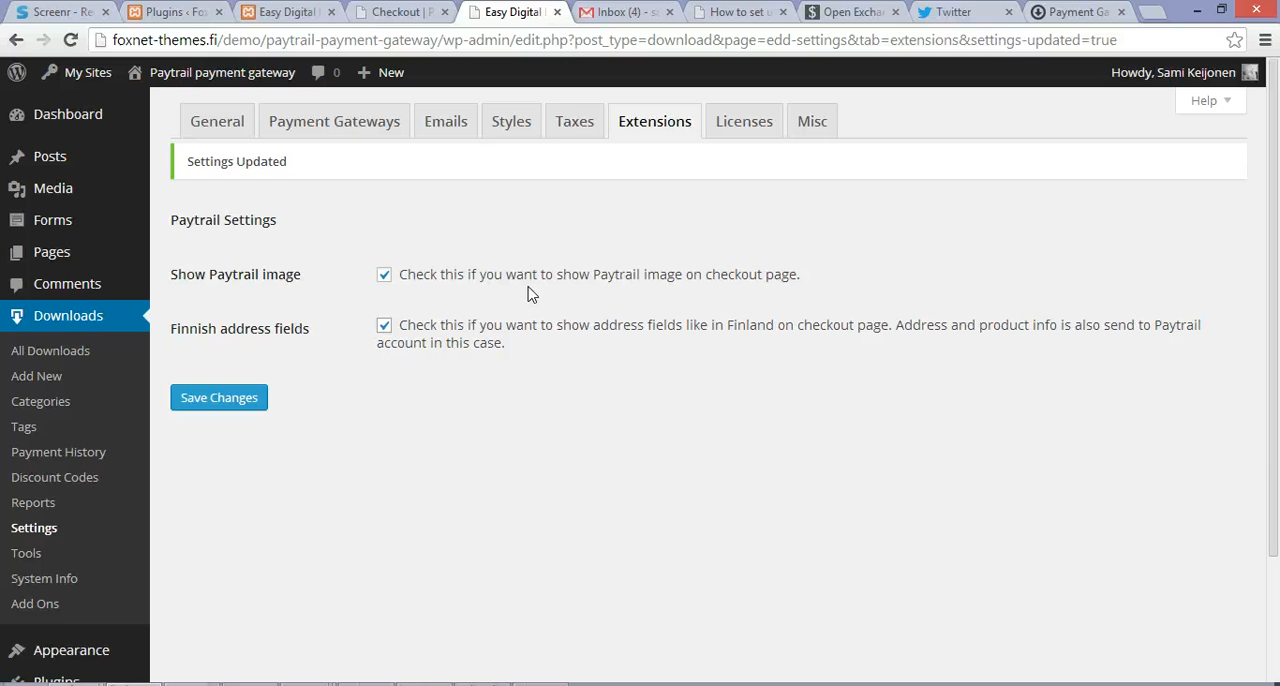 Screenr - Re
Plugins ‹ Fox
Easy Digital
Checkout | P
Easy Digital
Inbox (4) - s
How to set u
Open Excha
Twitter
Payment Ga
foxnet-themes.fi/demo/paytrail-payment-gateway/wp-admin/edit.php?post_type=download&page=edd-settings&tab=extensions&settings-updated=true
My Sites
Paytrail payment gateway
0
New
Howdy, Sami Keijonen
Help
Dashboard
Posts
Media
Forms
Pages
Comments
Downloads
All Downloads
Add New
Categories
Tags
Payment History
Discount Codes
Reports
Settings
Tools
System Info
Add Ons
Appearance
Plugins
General
Payment Gateways
Emails
Styles
Taxes
Extensions
Licenses
Misc
Settings Updated
Paytrail Settings
Show Paytrail image
Check this if you want to show Paytrail image on checkout page.
Finnish address fields
Check this if you want to show address fields like in Finland on checkout page. Address and product info is also send to Paytrail
account in this case.
Save Changes